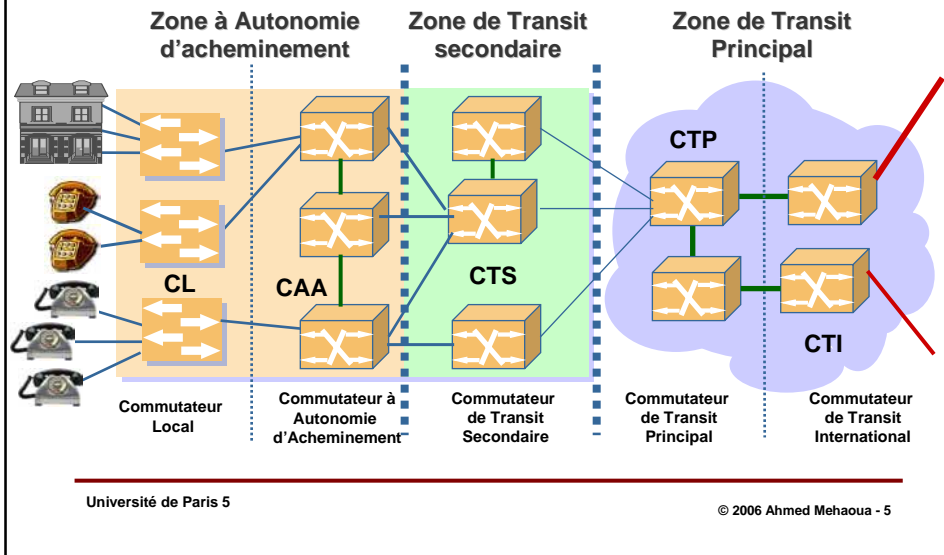 Zone à Autonomie
d'acheminement
Zone de Transit
secondaire
Zone de Transit
Principal
CTP
CL
CAA
CTS
CTI
Commutateur
Local
Commutateur à
Autonomie
d'Acheminement
Commutateur
de Transit
Secondaire
Commutateur
de Transit
Principal
Commutateur
de Transit
International
Université de Paris 5
© 2006 Ahmed Mehaoua - 5